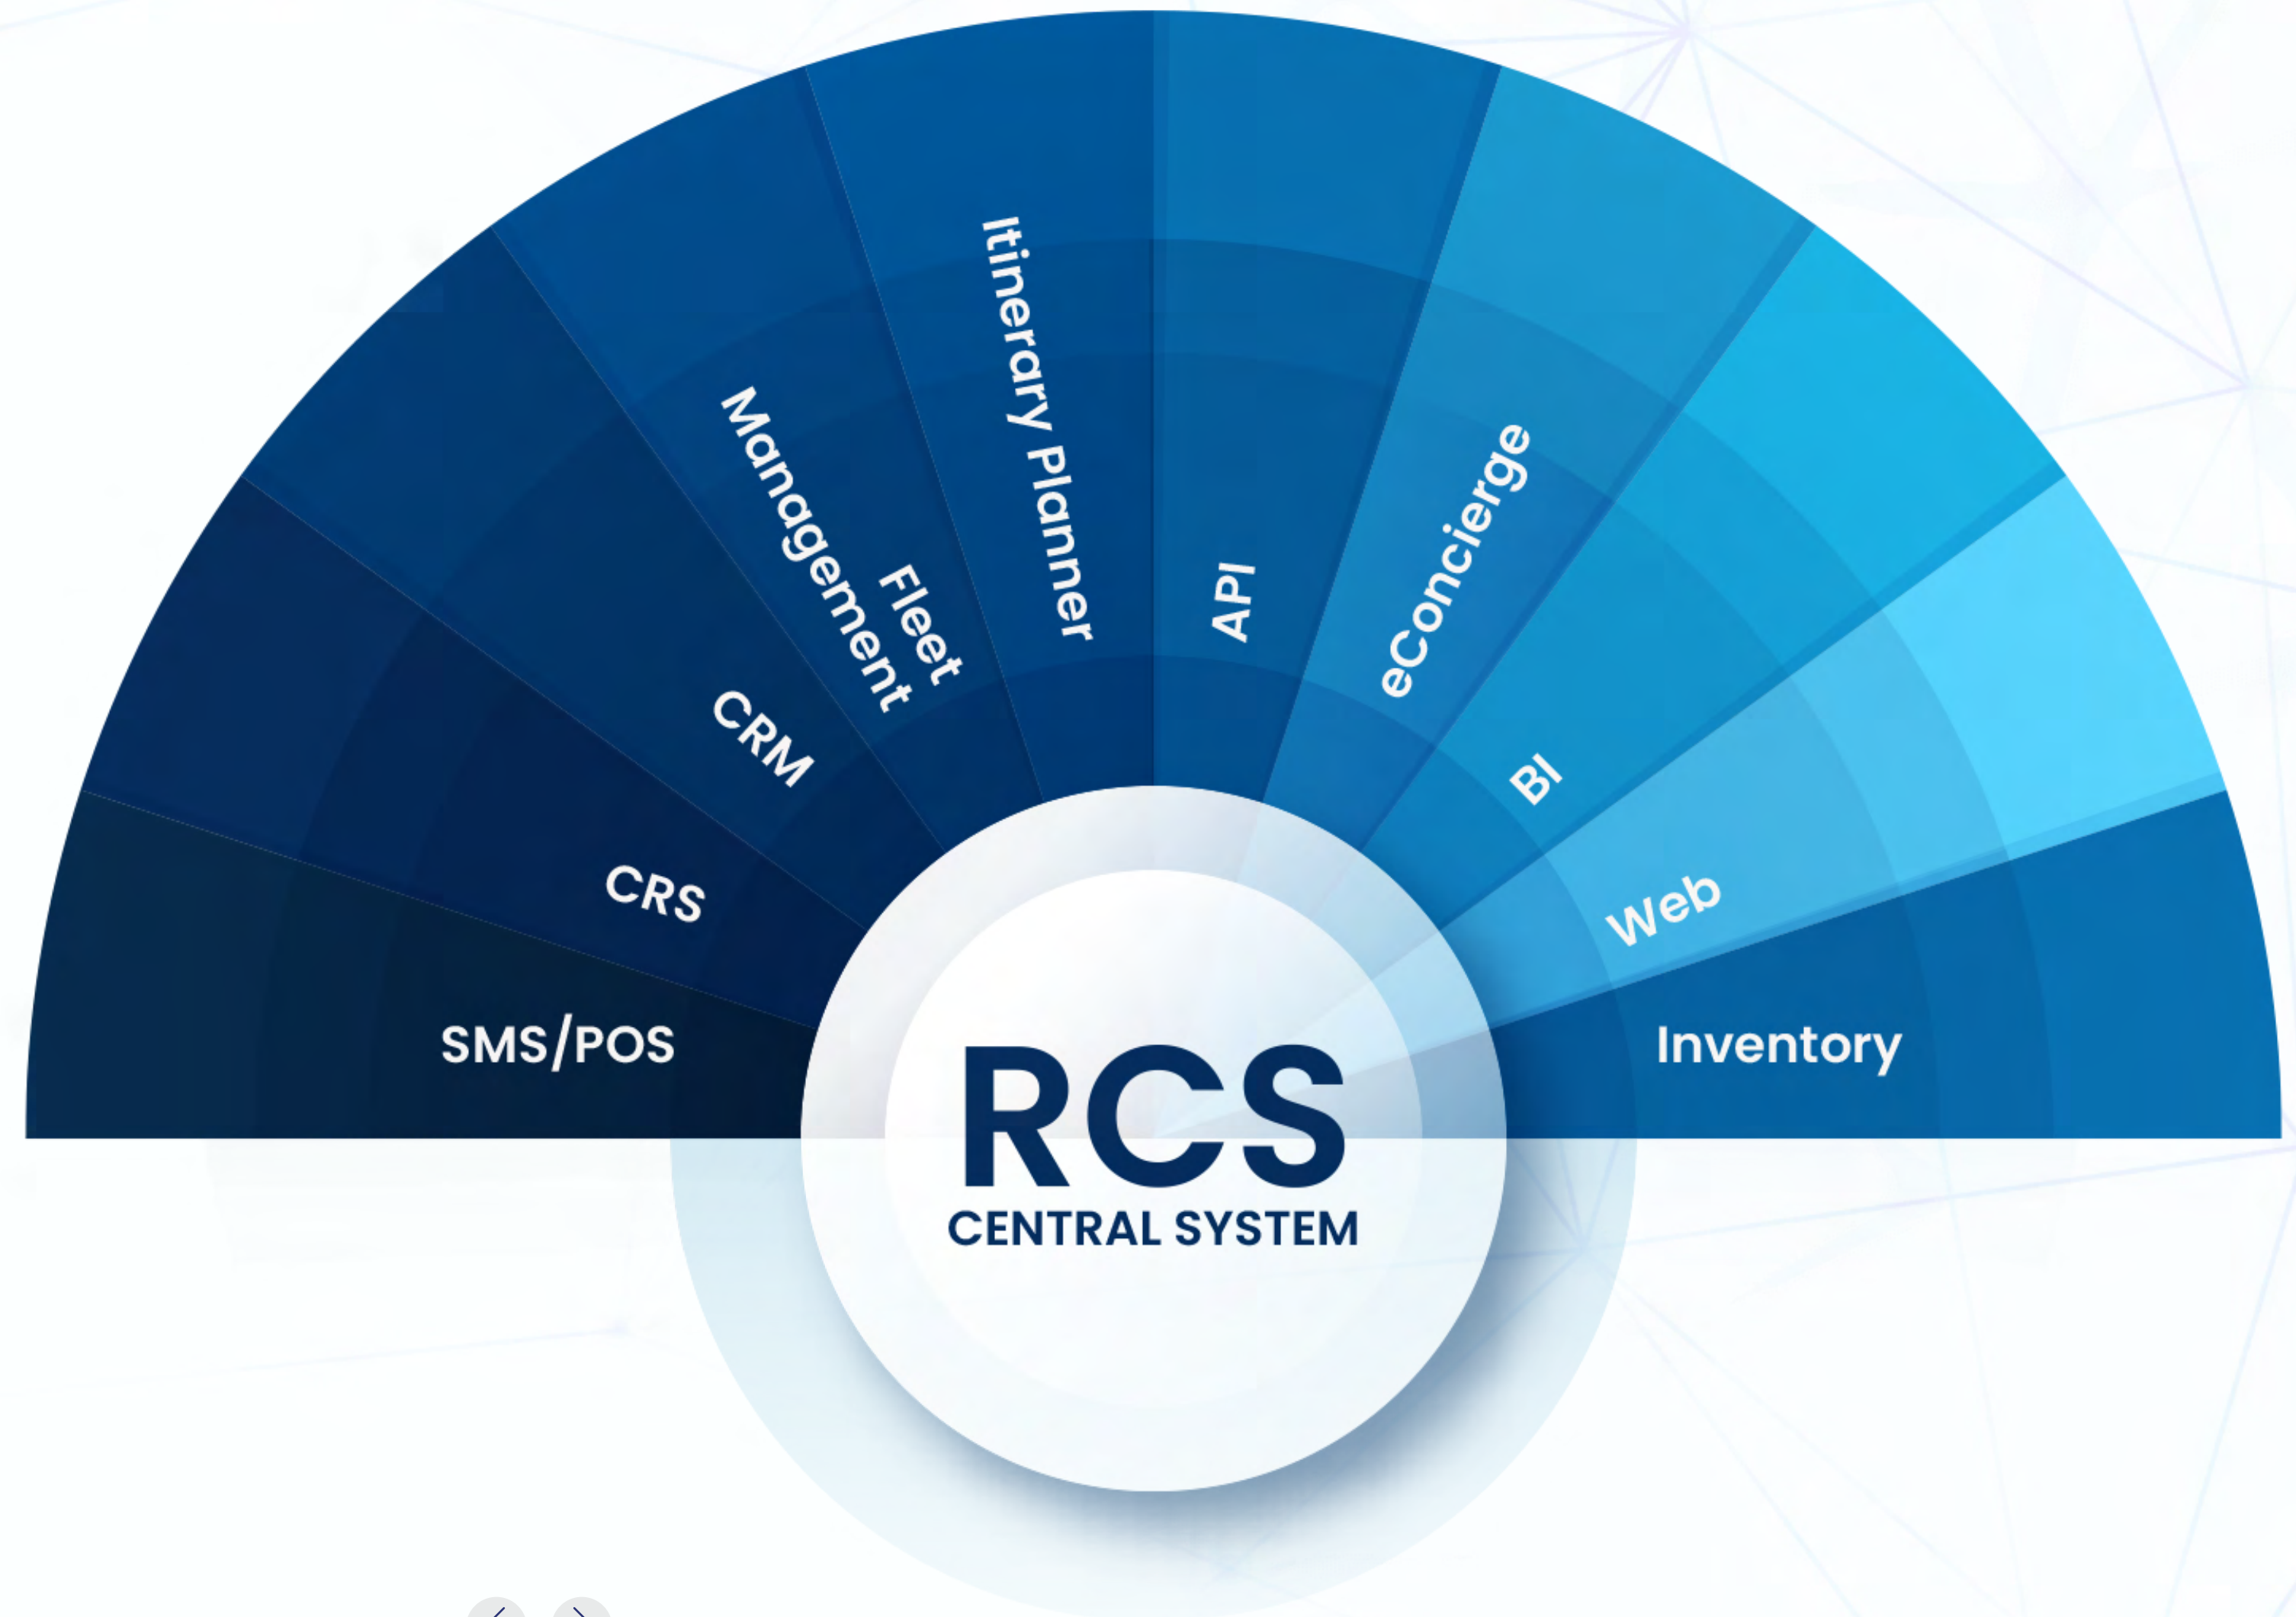 SMS/POS
CRS
CRM
Fleet
Management
Itinerary Planner
API
eConcierge
BI
Web
Inventory
RCS
CENTRAL SYSTEM